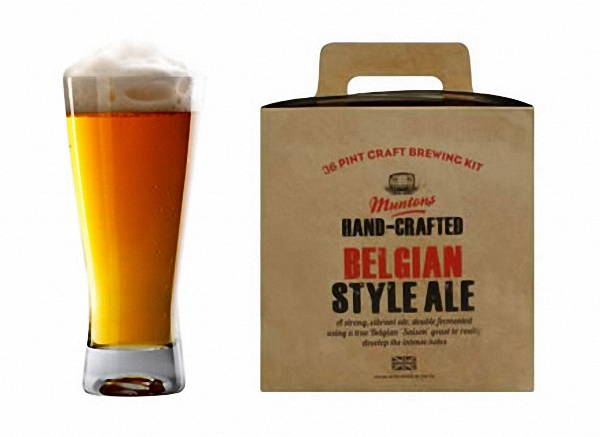 36 PINT CRAFT BREWING KIT
Muntons
HAND-CRAFTED
BELGIAN
STYLE ALE
A strong, vibrant ale, double fermented
using a true Belgian 'Saison' yeast to really
develop the intense notes